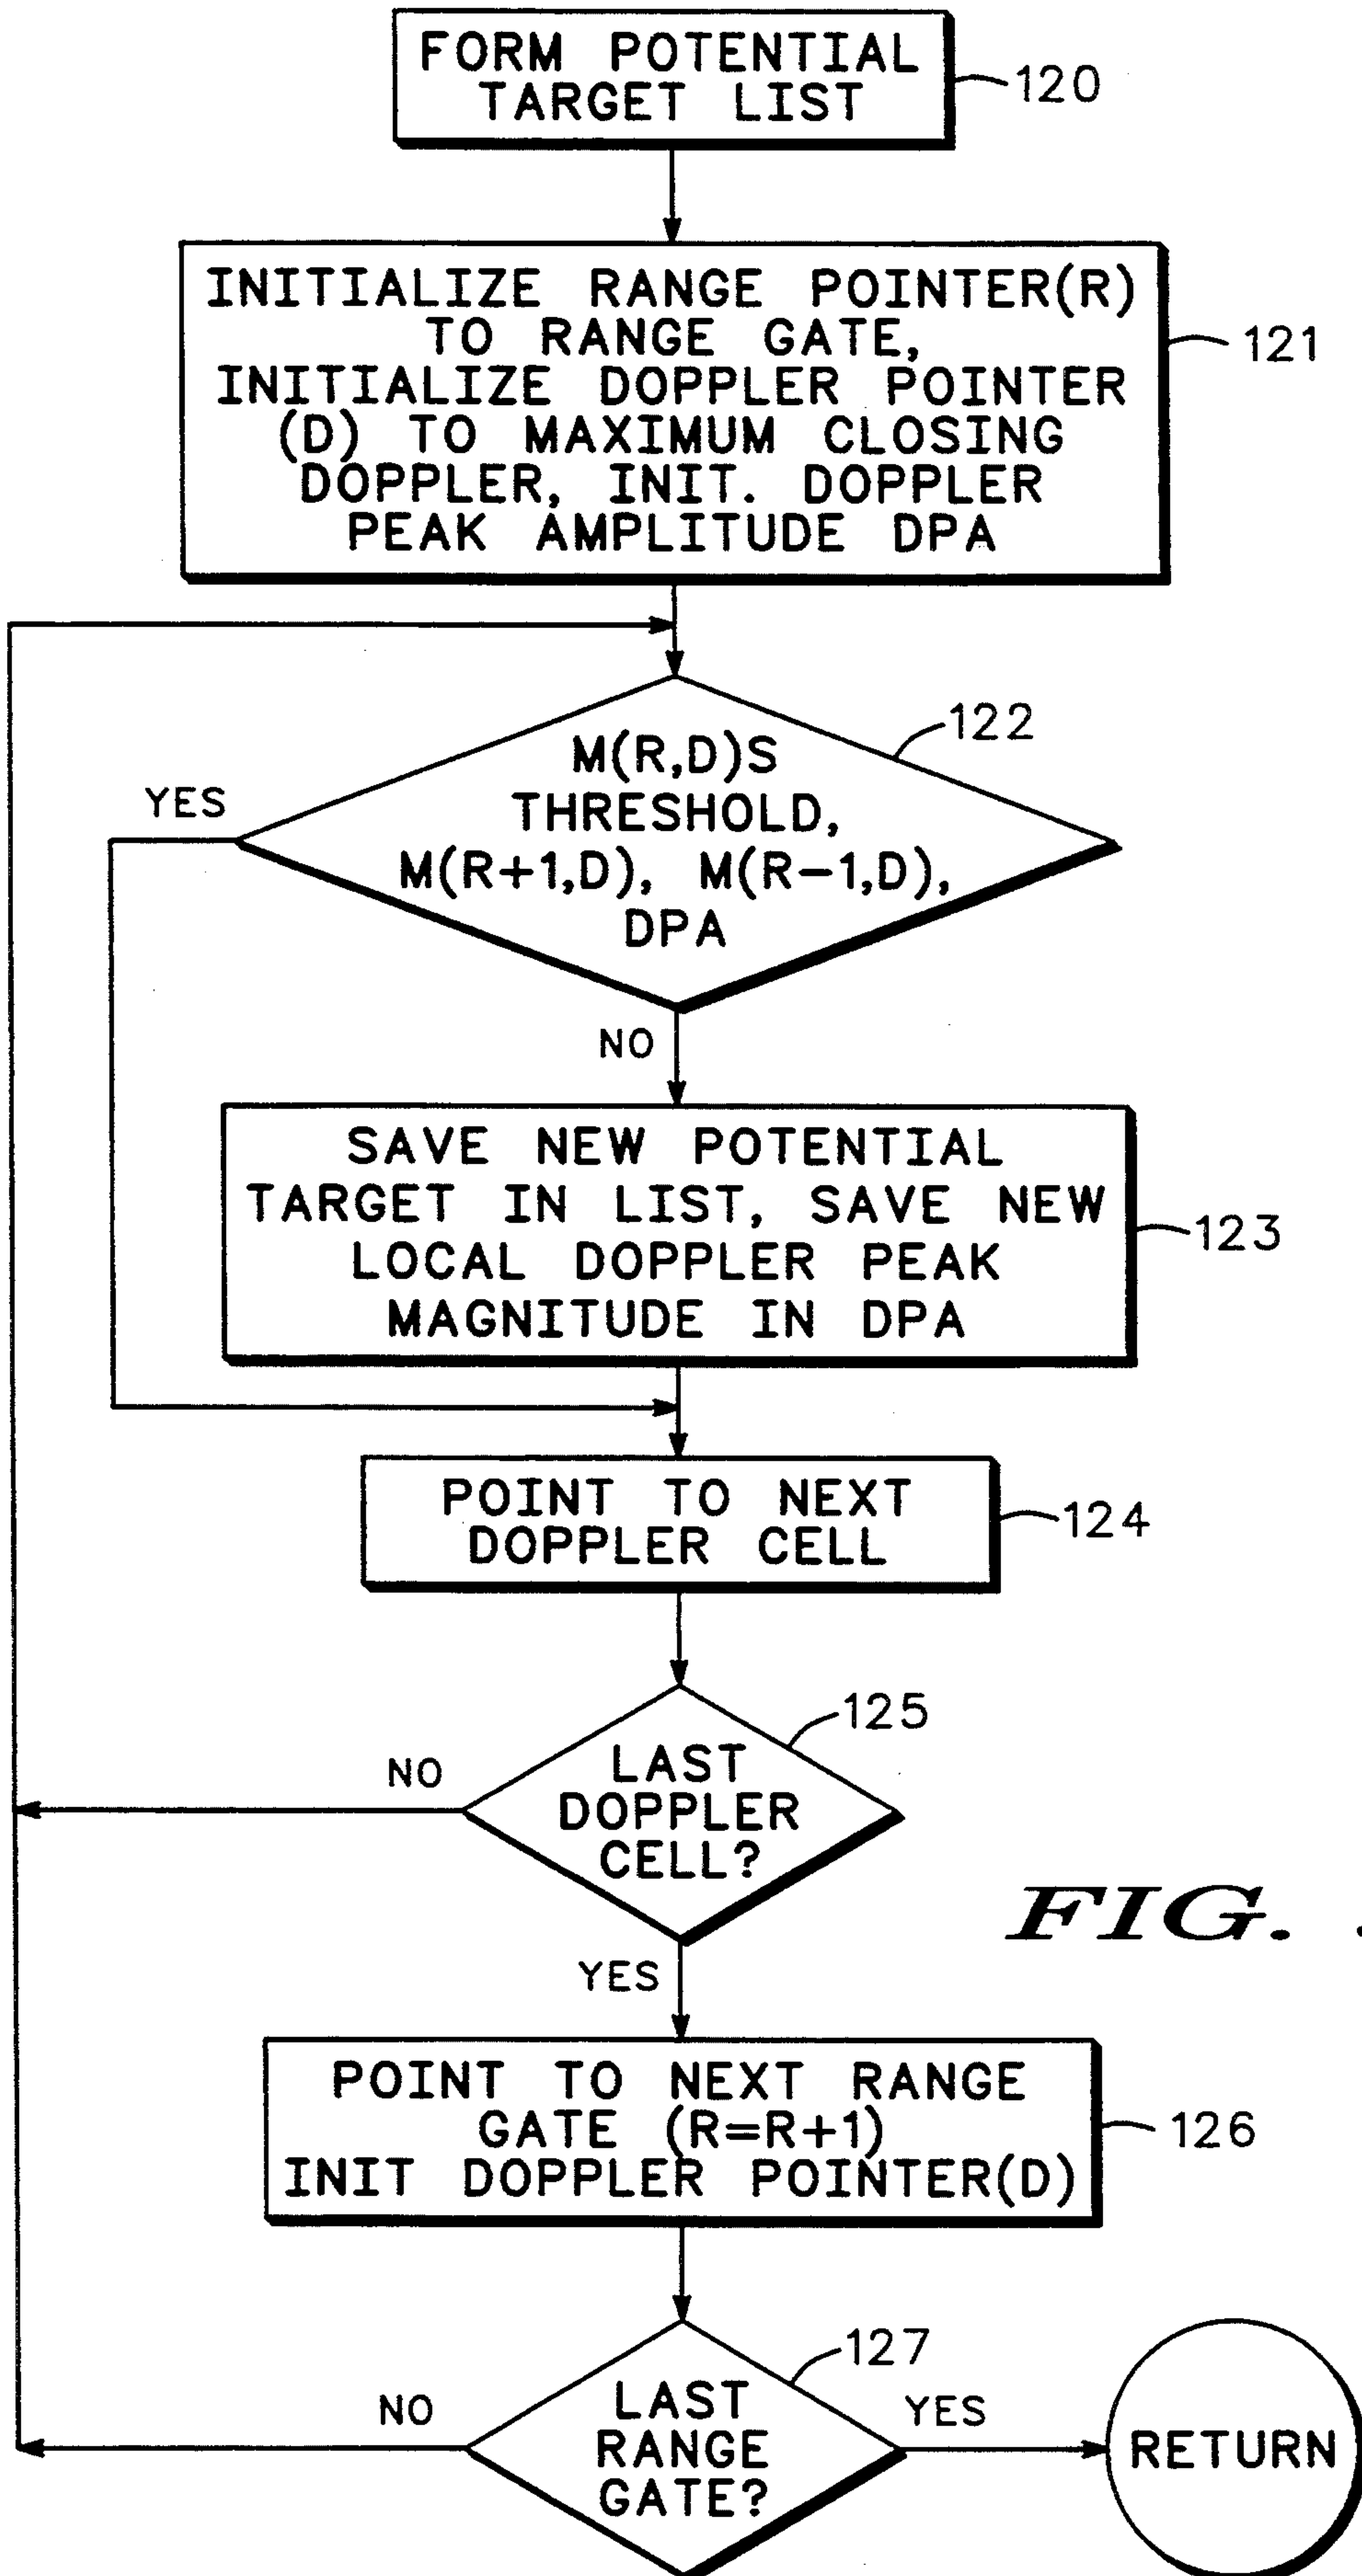 FORM POTENTIAL
TARGET LIST
120
INITIALIZE RANGE POINTER(R)
TO RANGE GATE,
INITIALIZE DOPPLER POINTER
(D) TO MAXIMUM CLOSING
DOPPLER, INIT. DOPPLER
PEAK AMPLITUDE DPA
121
122
M(R,D)S
THRESHOLD,
M(R+1,D), M(R-1,D),
DPA
YES
NO
SAVE NEW POTENTIAL
TARGET IN LIST, SAVE NEW
LOCAL DOPPLER PEAK
MAGNITUDE IN DPA
123
POINT TO NEXT
DOPPLER CELL
124
125
LAST
DOPPLER
CELL?
NO
YES
FIG.
POINT TO NEXT RANGE
GATE (R=R+1)
INIT DOPPLER POINTER(D)
126
127
LAST
RANGE
GATE?
NO
YES
RETURN